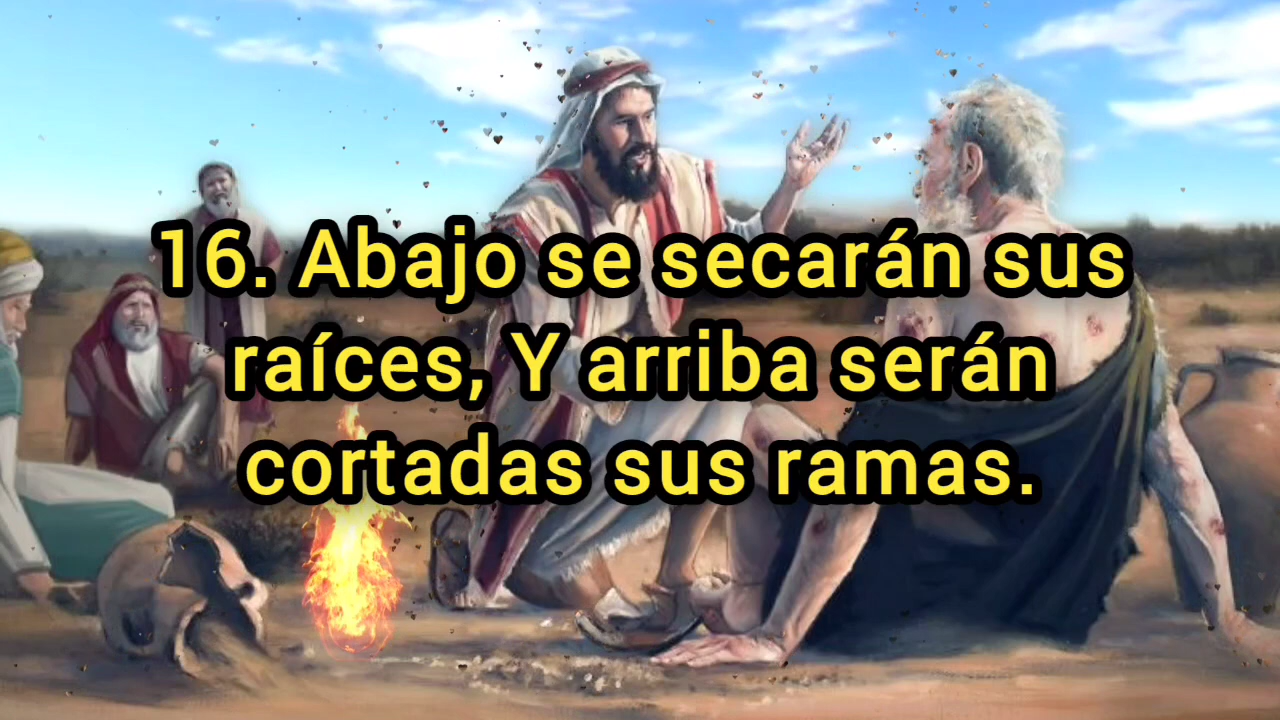 16. Abajo se secarán sus
raíces, Y arriba serán
cortadas sus ramas.